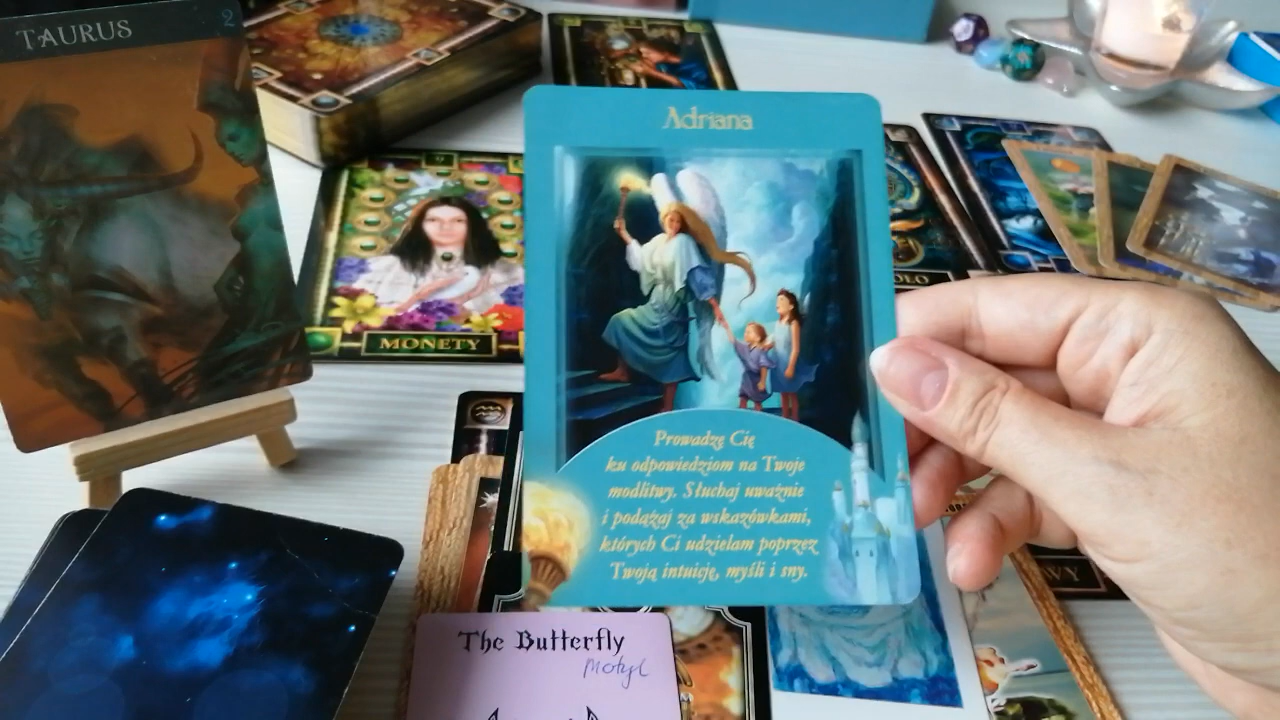 TAURUS
2
Adriana
Prowadzę Cię
ku odpowiedziom na Twoje
modlitwy. Słuchaj uważnie
i podążaj za wskazówkami,
których Ci udzielam poprzez
Twoją intuicję, myśli i sny.
MONETY
The Butterfly
Motyl